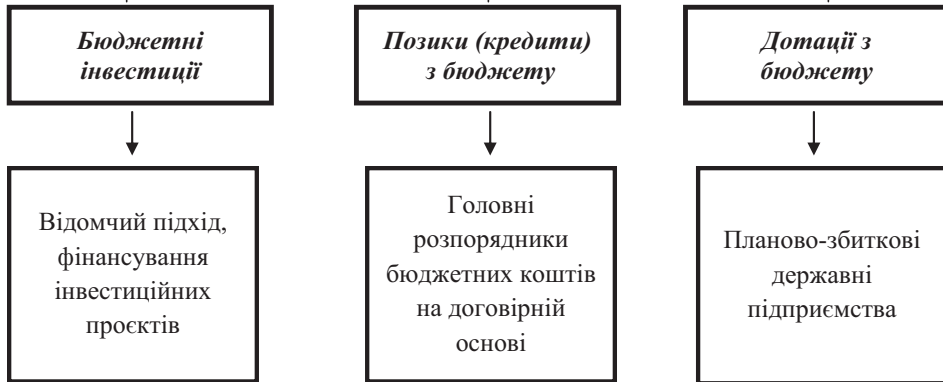 Бюджетні
інвестиції
Позики (кредити)
з бюджету
Дотації з
бюджету
Відомчий підхід,
фінансування
інвестиційних
проєктів
Головні
розпорядники
бюджетних коштів
на договірній
основі
Планово-збиткові
державні
підприємства